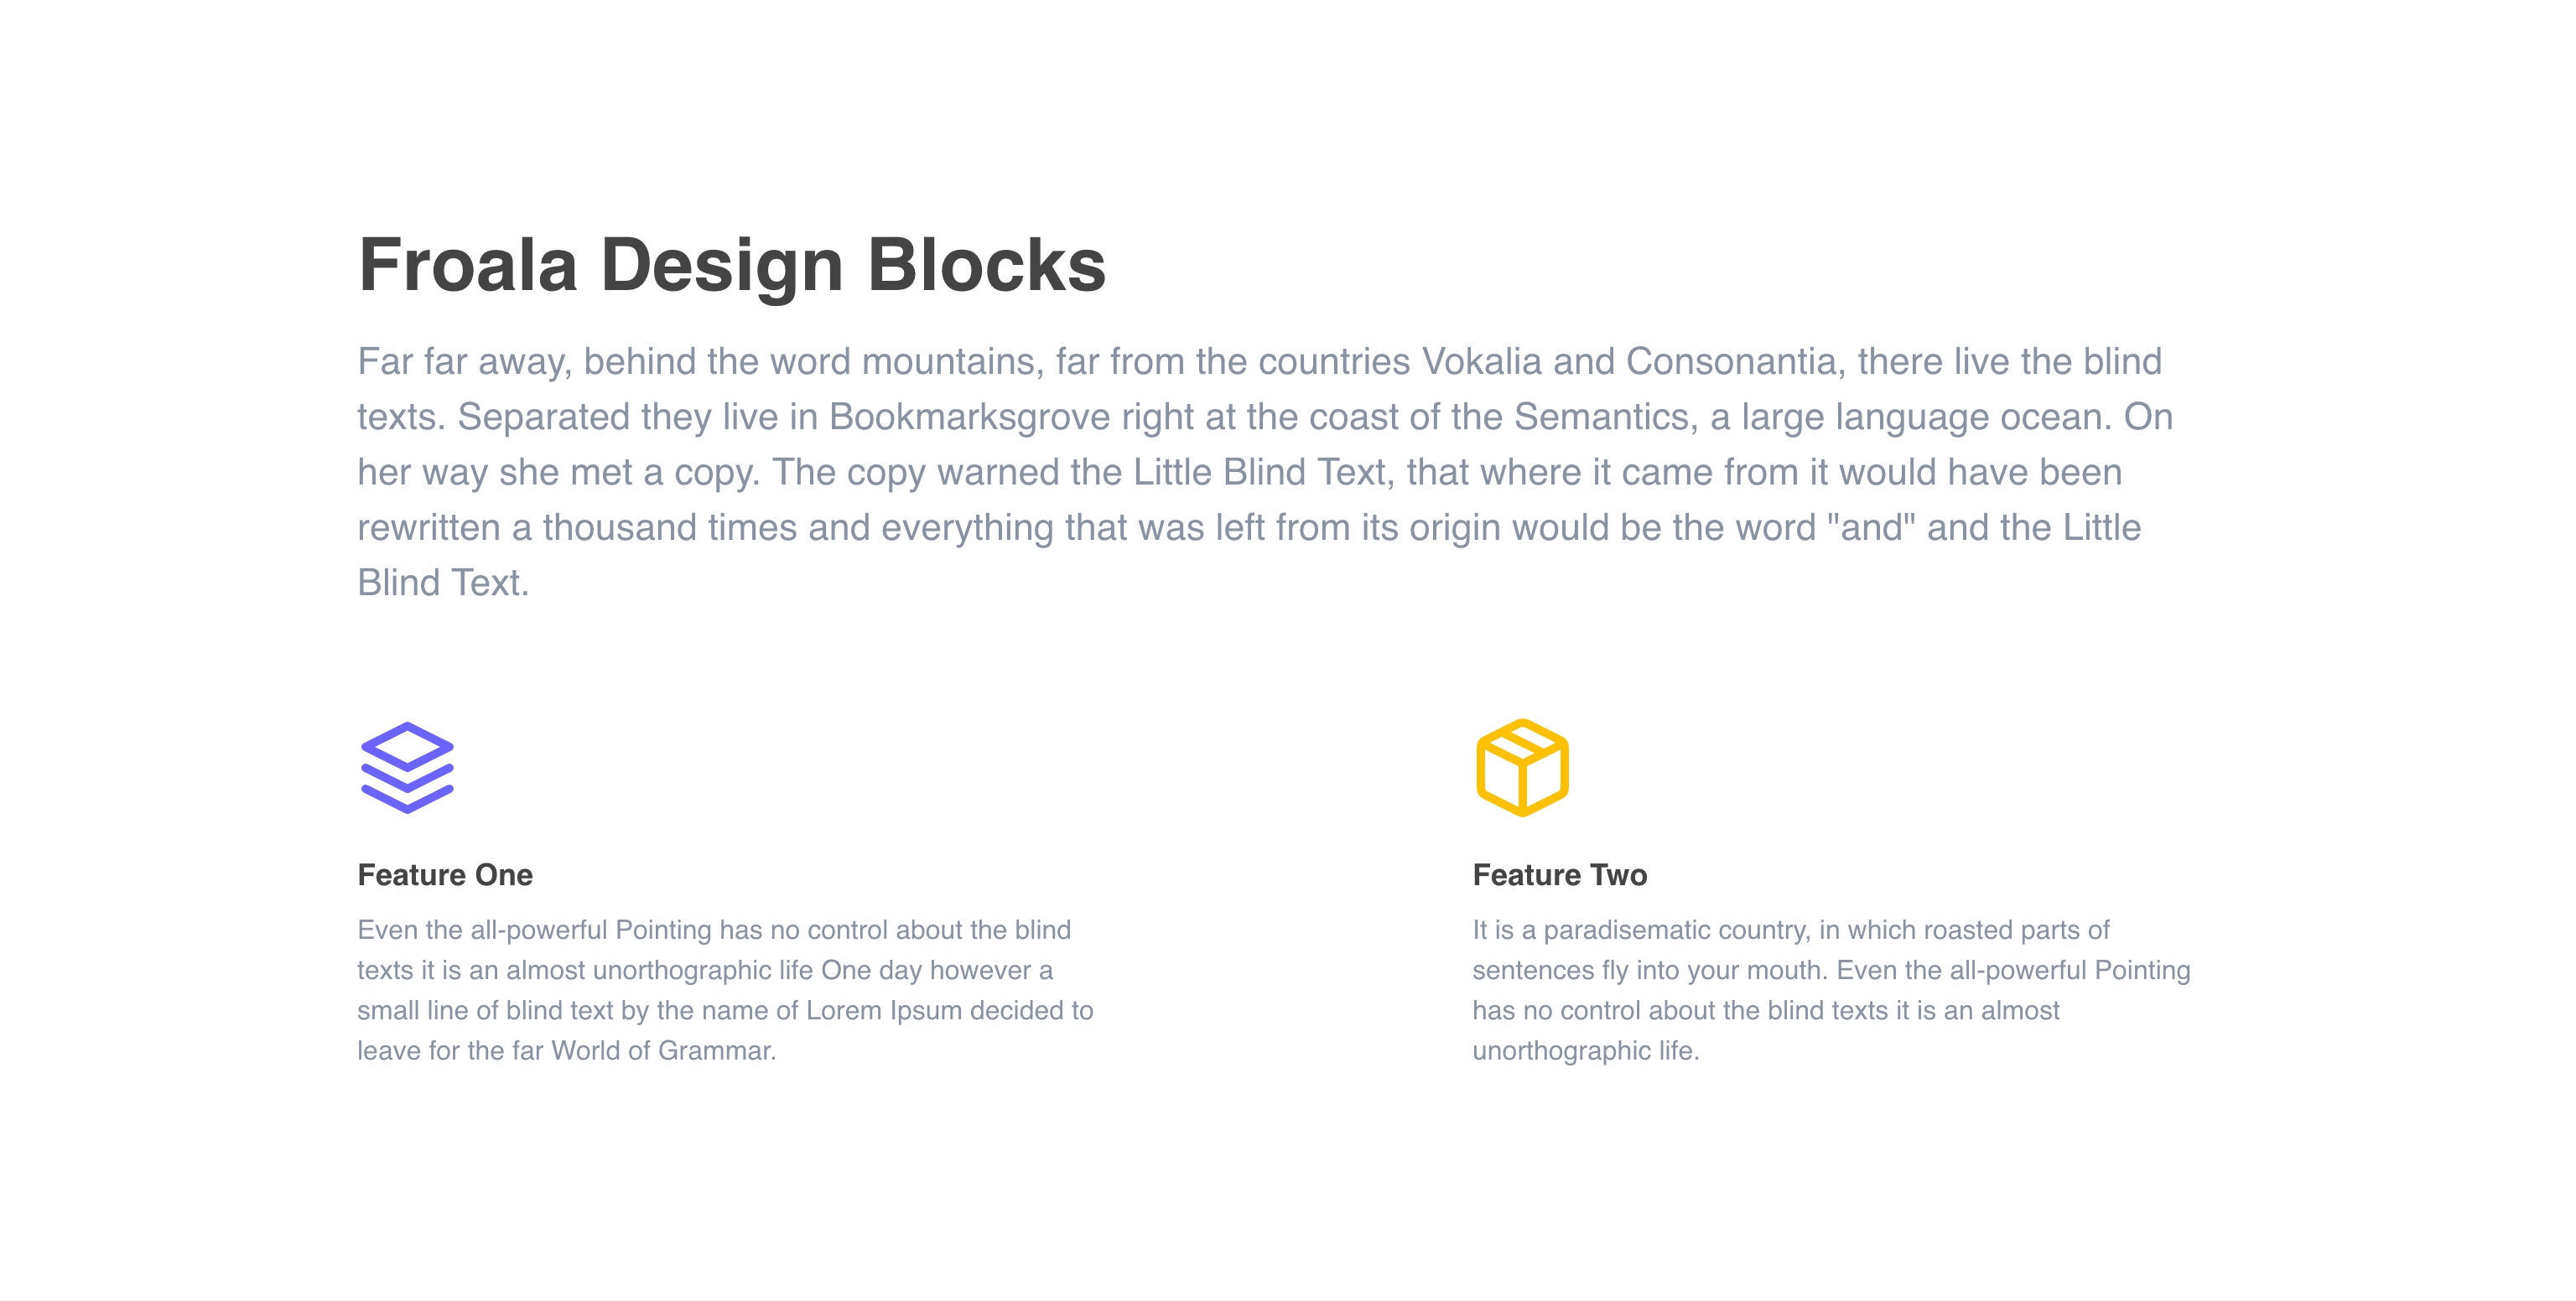 Froala Design Blocks
Far far away, behind the word mountains, far from the countries Vokalia and Consonantia, there live the blind
texts. Separated they live in Bookmarksgrove right at the coast of the Semantics, a large language ocean. On
her way she met a copy. The copy warned the Little Blind Text, that where it came from it would have been
rewritten a thousand times and everything that was left from its origin would be the word "and" and the Little
Blind Text.
Feature One
Even the all-powerful Pointing has no control about the blind
texts it is an almost unorthographic life One day however a
small line of blind text by the name of Lorem Ipsum decided to
leave for the far World of Grammar.
Feature Two
It is a paradisematic country, in which roasted parts of
sentences fly into your mouth. Even the all-powerful Pointing
has no control about the blind texts it is an almost
unorthographic life.